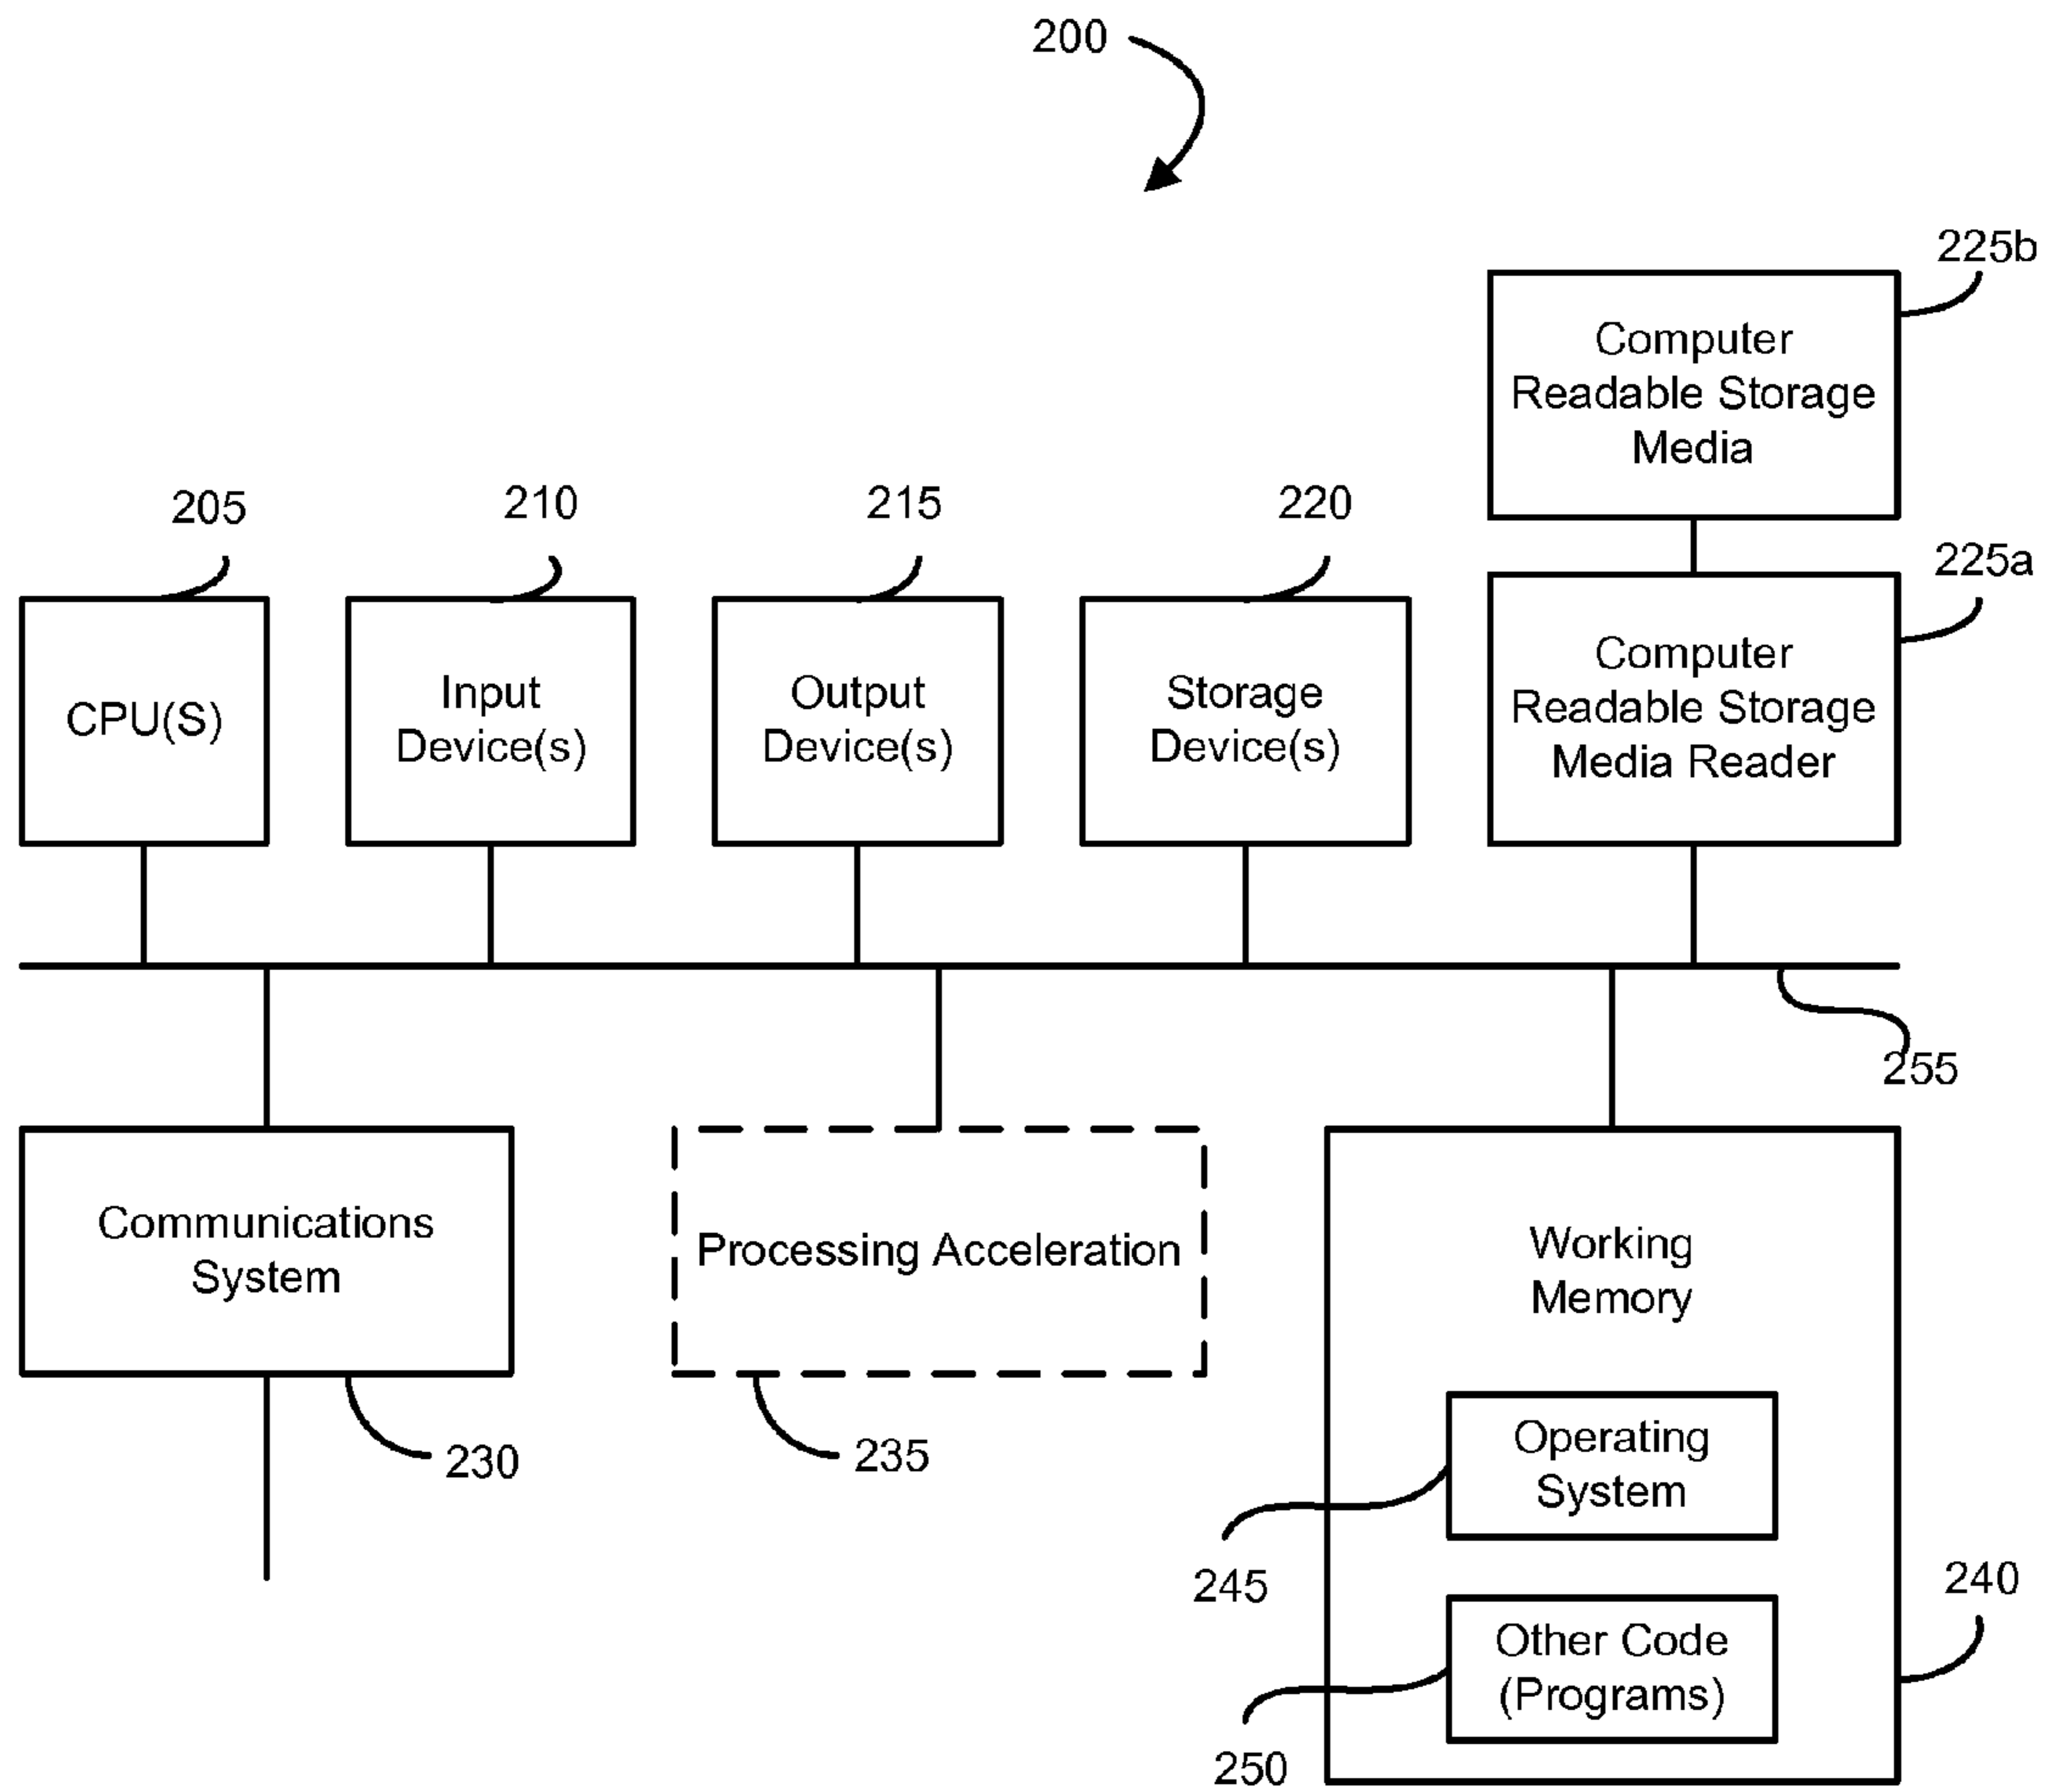 200
225b
Computer
Readable Storage
Media
205
210
215
220
225a
CPU(S)
Input
Device(s)
Output
Device(s)
Storage
Device(s)
Computer
Readable Storage
Media Reader
255
Communications
System
Processing Acceleration
Working
Memory
230
235
Operating
System
245
240
Other Code
(Programs)
250